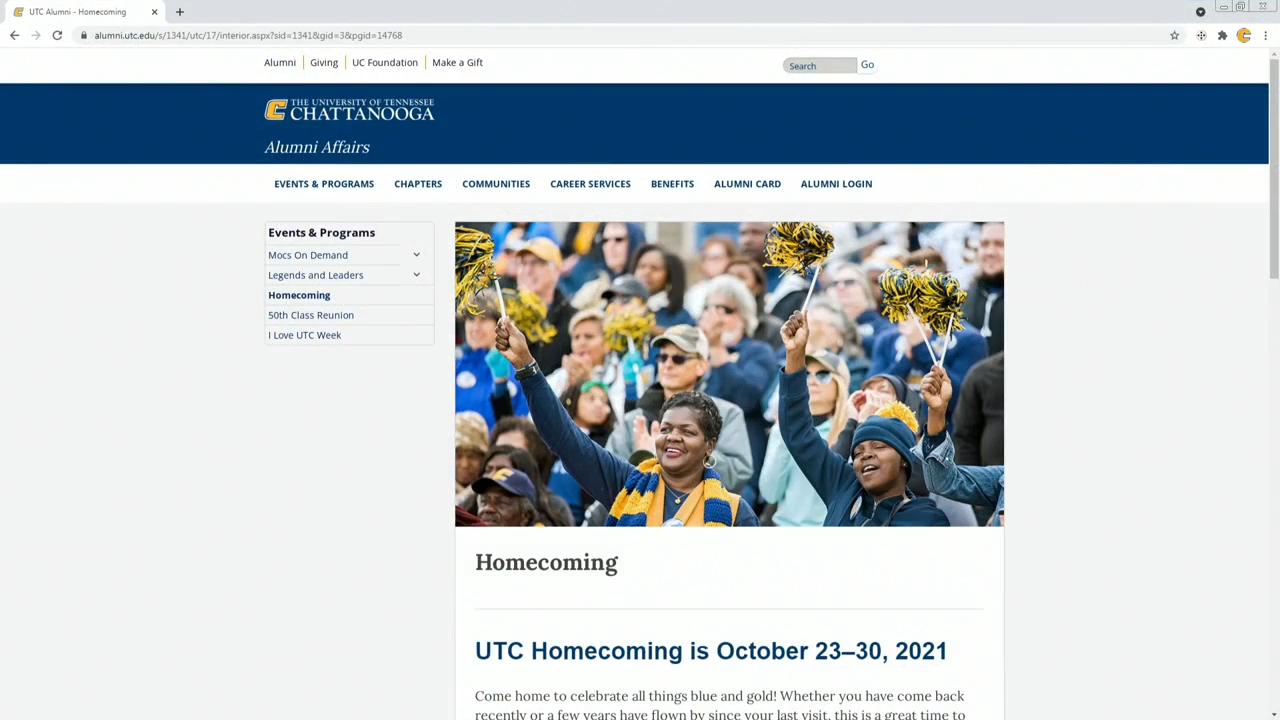 UTC Alumni - Homecoming
alumni.utc.edu/s/1341/utc/17/interior.aspx?sid=1341&gid=3&pgid=14768
Alumni Giving UC Foundation Make a Gift Search Go
THE UNIVERSITY OF TENNESSEE
CHATTANOOGA
Alumni Affairs
EVENTS & PROGRAMS CHAPTERS COMMUNITIES CAREER SERVICES BENEFITS ALUMNI CARD ALUMNI LOGIN
Events & Programs
Mocs On Demand
Legends and Leaders
Homecoming
50th Class Reunion
I Love UTC Week
Homecoming
UTC Homecoming is October 23–30, 2021
Come home to celebrate all things blue and gold! Whether you have come back
recently or a few years have flown by since your last visit, this is a great time to